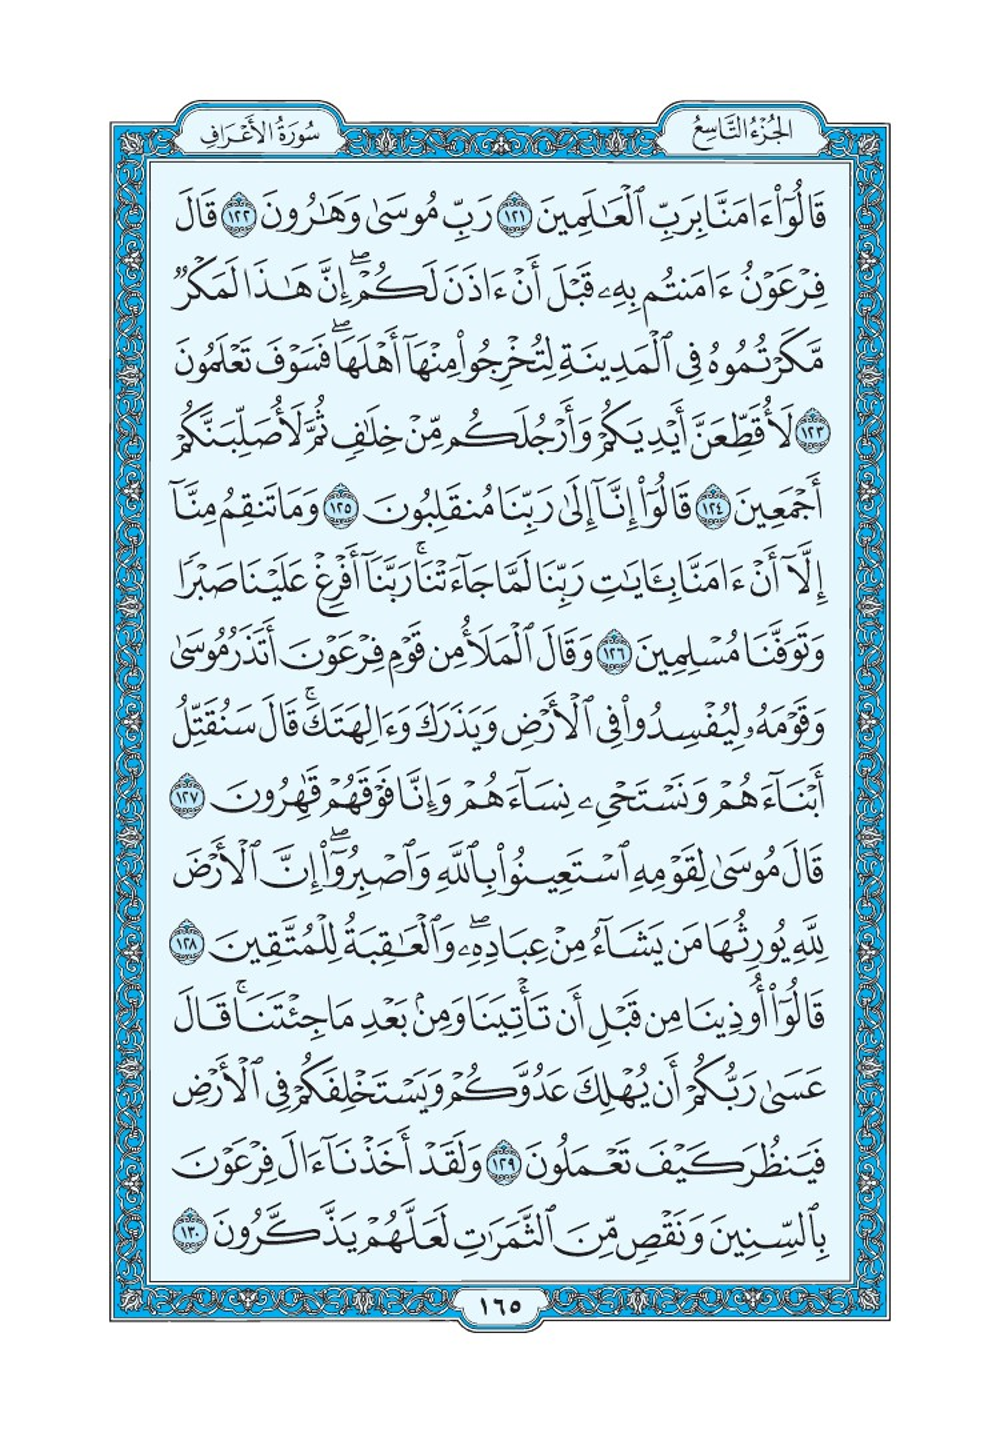 الجُزْءُ التَّاسِعُ
سُورَةُ الأَعْرَافِ
قَالُوٓاْ ءَامَنَّا بِرَبِّ ٱلْعَٰلَمِينَ ١٢١ رَبِّ مُوسَىٰ وَهَٰرُونَ ١٢٢ قَالَ
فِرْعَوْنُ ءَامَنتُم بِهِۦ قَبْلَ أَنْ ءَاذَنَ لَكُمْۖ إِنَّ هَٰذَا لَمَكْرٌ
مَّكَرْتُمُوهُ فِي ٱلْمَدِينَةِ لِتُخْرِجُواْ مِنْهَآ أَهْلَهَاۖ فَسَوْفَ تَعْلَمُونَ
١٢٣ لَأُقَطِّعَنَّ أَيْدِيَكُمْ وَأَرْجُلَكُم مِّنْ خِلَٰفٖ ثُمَّ لَأُصَلِّبَنَّكُمْ
أَجْمَعِينَ ١٢٤ قَالُوٓاْ إِنَّآ إِلَىٰ رَبِّنَا مُنقَلِبُونَ ١٢٥ وَمَا تَنقِمُ مِنَّآ
إِلَّآ أَنْ ءَامَنَّا بِـَٔايَٰتِ رَبِّنَا لَمَّا جَآءَتْنَاۚ رَبَّنَآ أَفْرِغْ عَلَيْنَا صَبْرٗا
وَتَوَفَّنَا مُسْلِمِينَ ١٢٦ وَقَالَ ٱلْمَلَأُ مِن قَوْمِ فِرْعَوْنَ أَتَذَرُ مُوسَىٰ
وَقَوْمَهُۥ لِيُفْسِدُواْ فِي ٱلْأَرْضِ وَيَذَرَكَ وَءَالِهَتَكَۚ قَالَ سَنُقَتِّلُ
أَبْنَآءَهُمْ وَنَسْتَحْيِۦ نِسَآءَهُمْ وَإِنَّا فَوْقَهُمْ قَٰهِرُونَ ١٢٧
قَالَ مُوسَىٰ لِقَوْمِهِ ٱسْتَعِينُواْ بِٱللَّهِ وَٱصْبِرُوٓاْۖ إِنَّ ٱلْأَرْضَ
لِلَّهِ يُورِثُهَا مَن يَشَآءُ مِنْ عِبَادِهِۦۖ وَٱلْعَٰقِبَةُ لِلْمُتَّقِينَ ١٢٨
قَالُوٓاْ أُوذِينَا مِن قَبْلِ أَن تَأْتِيَنَا وَمِنۢ بَعْدِ مَا جِئْتَنَاۚ قَالَ
عَسَىٰ رَبُّكُمْ أَن يُهْلِكَ عَدُوَّكُمْ وَيَسْتَخْلِفَكُمْ فِي ٱلْأَرْضِ
فَيَنظُرَ كَيْفَ تَعْمَلُونَ ١٢٩ وَلَقَدْ أَخَذْنَآ ءَالَ فِرْعَوْنَ
بِٱلسِّنِينَ وَنَقْصٖ مِّنَ ٱلثَّمَرَٰتِ لَعَلَّهُمْ يَذَّكَّرُونَ ١٣٠
١٦٥